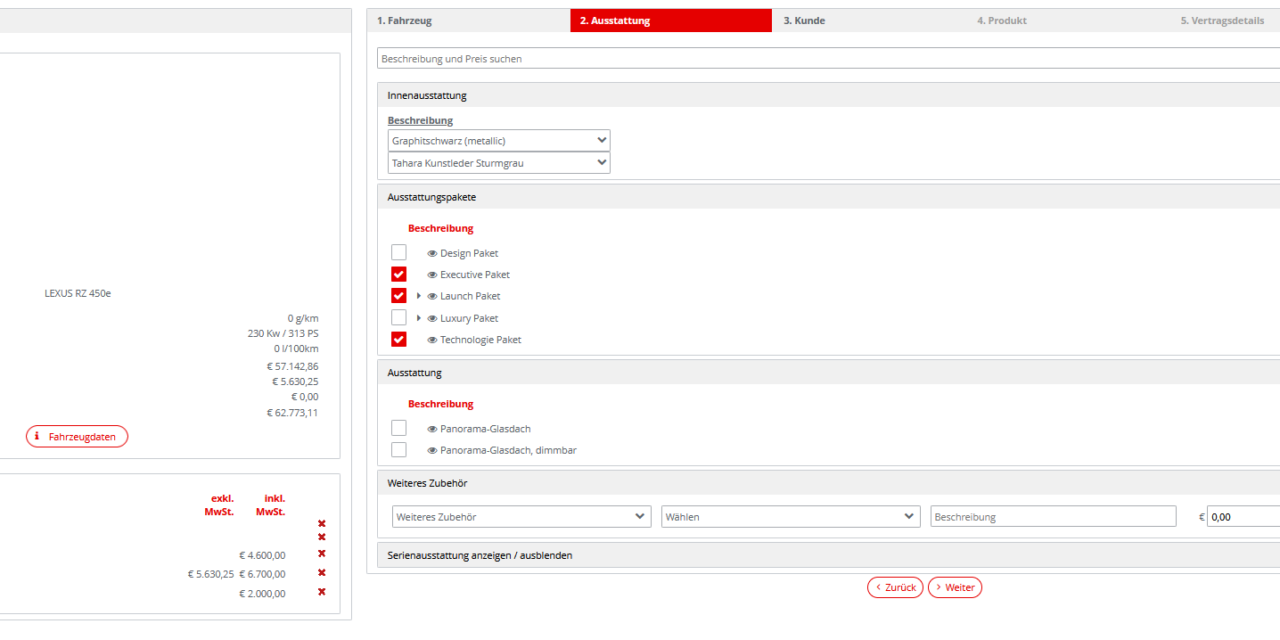 LEXUS RZ 450e
0 g/km
230 Kw / 313 PS
0 l/100km
€ 57.142,86
€ 5.630,25
€ 0,00
€ 62.773,11
Fahrzeugdaten
exkl. MwSt. inkl. MwSt.
€ 4.600,00
€ 5.630,25 € 6.700,00
€ 2.000,00
1. Fahrzeug 2. Ausstattung 3. Kunde 4. Produkt 5. Vertragsdetails
Beschreibung und Preis suchen
Innenausstattung
Beschreibung
Graphitschwarz (metallic)
Tahara Kunstleder Sturmgrau
Ausstattungspakete
Beschreibung
Design Paket
Executive Paket
Launch Paket
Luxury Paket
Technologie Paket
Ausstattung
Beschreibung
Panorama-Glasdach
Panorama-Glasdach, dimmbar
Weiteres Zubehör
Weiteres Zubehör Wählen Beschreibung € 0,00
Serienausstattung anzeigen / ausblenden
Zurück Weiter